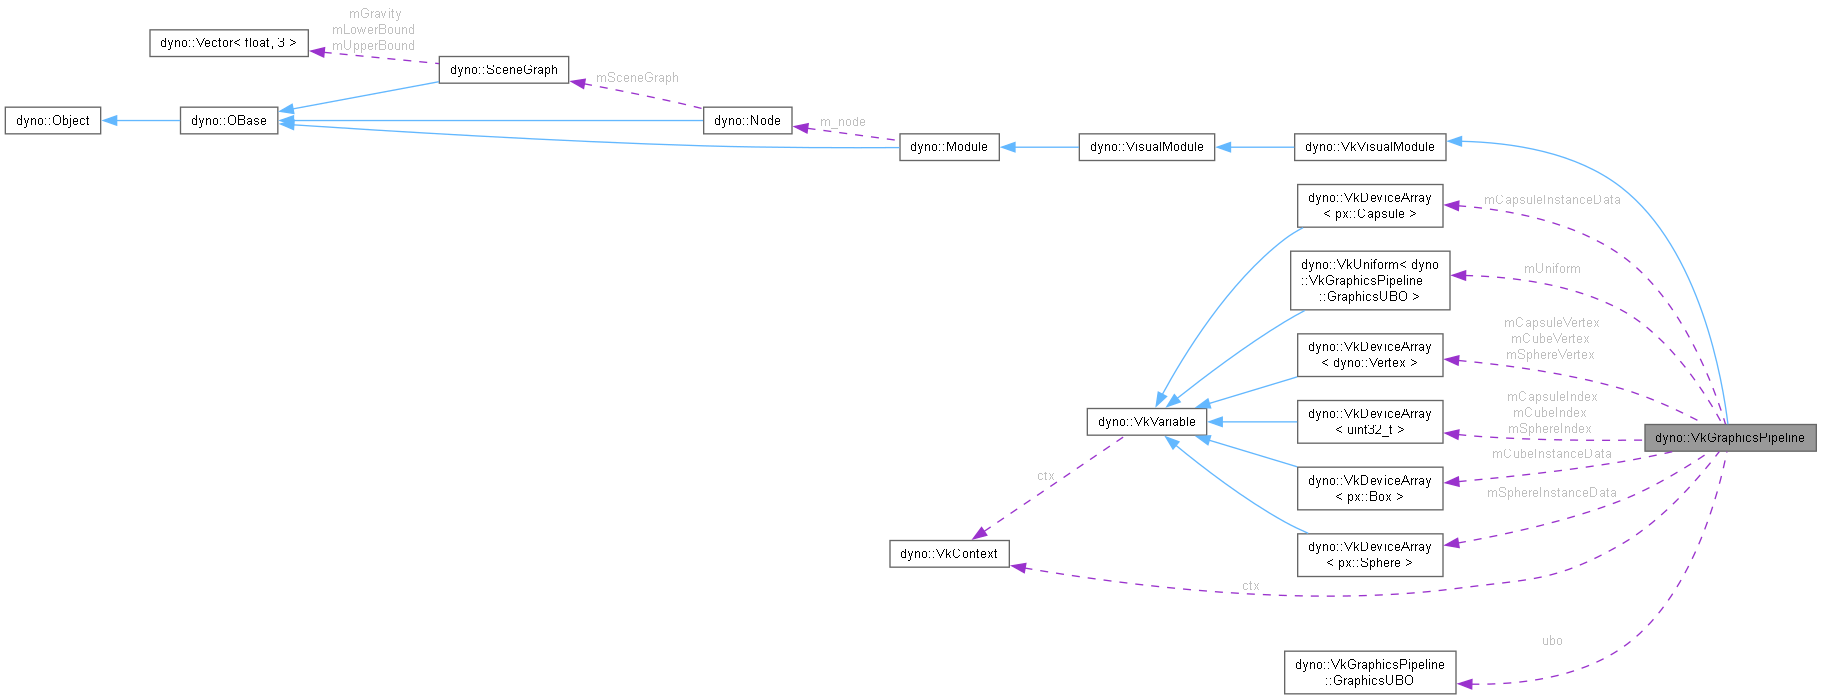 mGravity
mLowerBound
mUpperBound
dyno::Vector< float, 3 >
dyno::SceneGraph
mSceneGraph
dyno::Object
dyno::OBase
dyno::Node
m_node
dyno::Module
dyno::VisualModule
dyno::VkVisualModule
dyno::VkDeviceArray
< px::Capsule >
mCapsuleInstanceData
dyno::VkUniform< dyno
::VkGraphicsPipeline
::GraphicsUBO >
mUniform
dyno::VkDeviceArray
< dyno::Vertex >
mCapsuleVertex
mCubeVertex
mSphereVertex
dyno::VkVariable
dyno::VkDeviceArray
< uint32_t >
mCapsuleIndex
mCubeIndex
mSphereIndex
dyno::VkGraphicsPipeline
mCubeInstanceData
dyno::VkDeviceArray
< px::Box >
ctx
mSphereInstanceData
dyno::VkContext
dyno::VkDeviceArray
< px::Sphere >
ctx
ubo
dyno::VkGraphicsPipeline
::GraphicsUBO